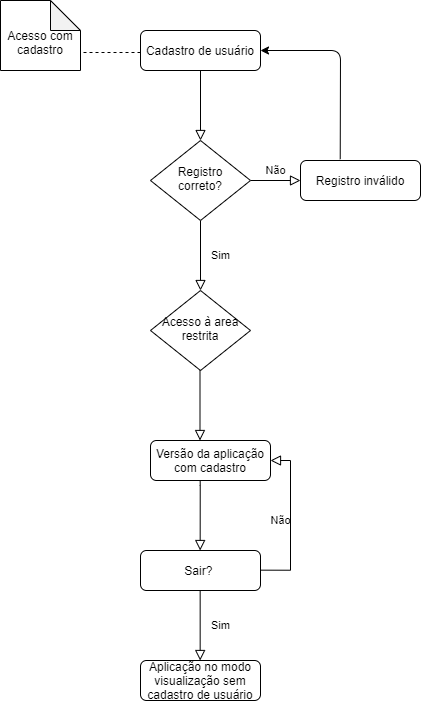 Acesso com
cadastro
Cadastro de usuário
Registro
correto?
Não
Registro inválido
Sim
Acesso à area
restrita
Versão da aplicação
com cadastro
Não
Sair?
Sim
Aplicação no modo
visualização sem
cadastro de usuário